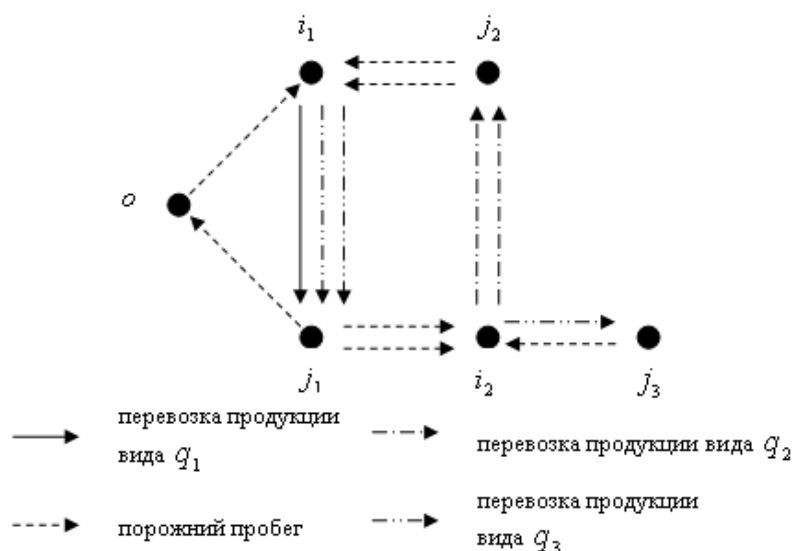 i₁ j₂
o
j₁ i₂ j₃
перевозка продукции
вида q₁
перевозка продукции вида q₂
порожний пробег
перевозка продукции
вида q₃